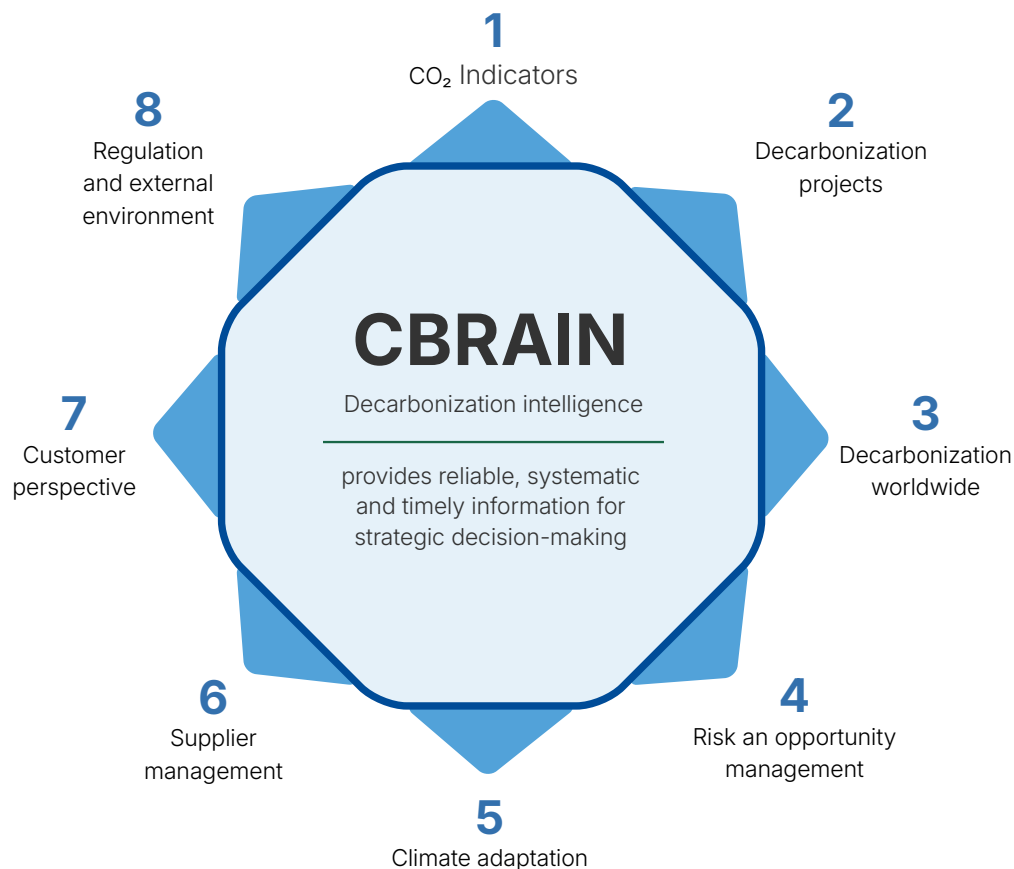 1
CO₂ Indicators
2
Decarbonization
projects
3
Decarbonization
worldwide
4
Risk an opportunity
management
5
Climate adaptation
6
Supplier
management
7
Customer
perspective
8
Regulation
and external
environment
CBRAIN
Decarbonization intelligence
provides reliable, systematic
and timely information for
strategic decision-making